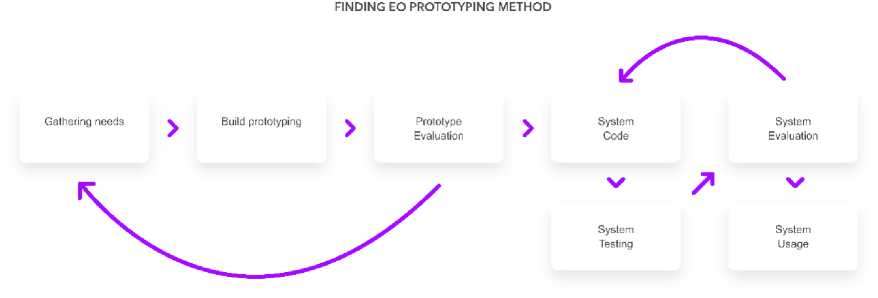 FINDING EO PROTOTYPING METHOD
Gathering needs
Build prototyping
Prototype
Evaluation
System
Code
System
Evaluation
System
Testing
System
Usage